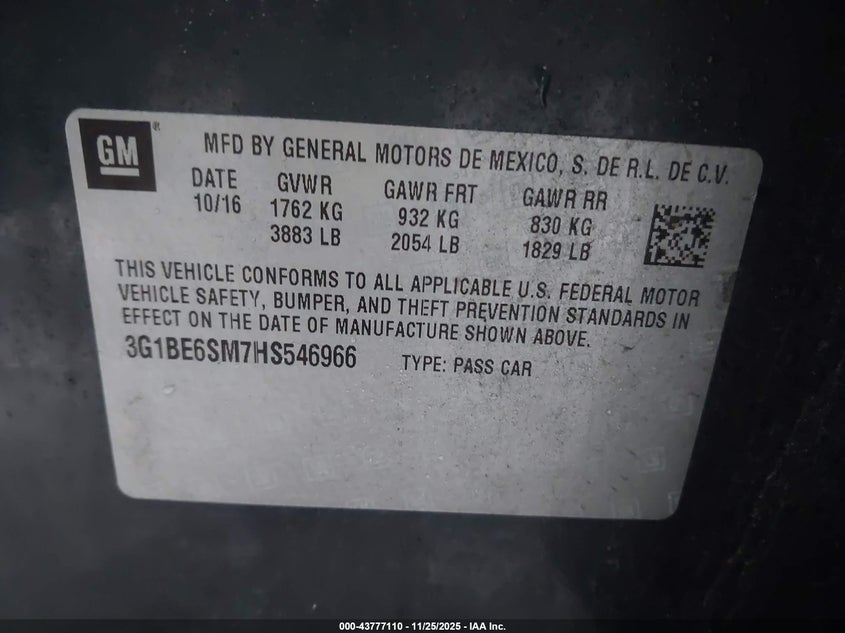 GM ® MFD BY GENERAL MOTORS DE MEXICO, S. DE R.L. DE C.V.
DATE GVWR GAWR FRT GAWR RR
10/16 1762 KG 932 KG 830 KG
3883 LB 2054 LB 1829 LB
THIS VEHICLE CONFORMS TO ALL APPLICABLE U.S. FEDERAL MOTOR
VEHICLE SAFETY, BUMPER, AND THEFT PREVENTION STANDARDS IN
EFFECT ON THE DATE OF MANUFACTURE SHOWN ABOVE.
3G1BE6SM7HS546966 TYPE: PASS CAR
000-43777110 - 11/25/2025 - IAA Inc.